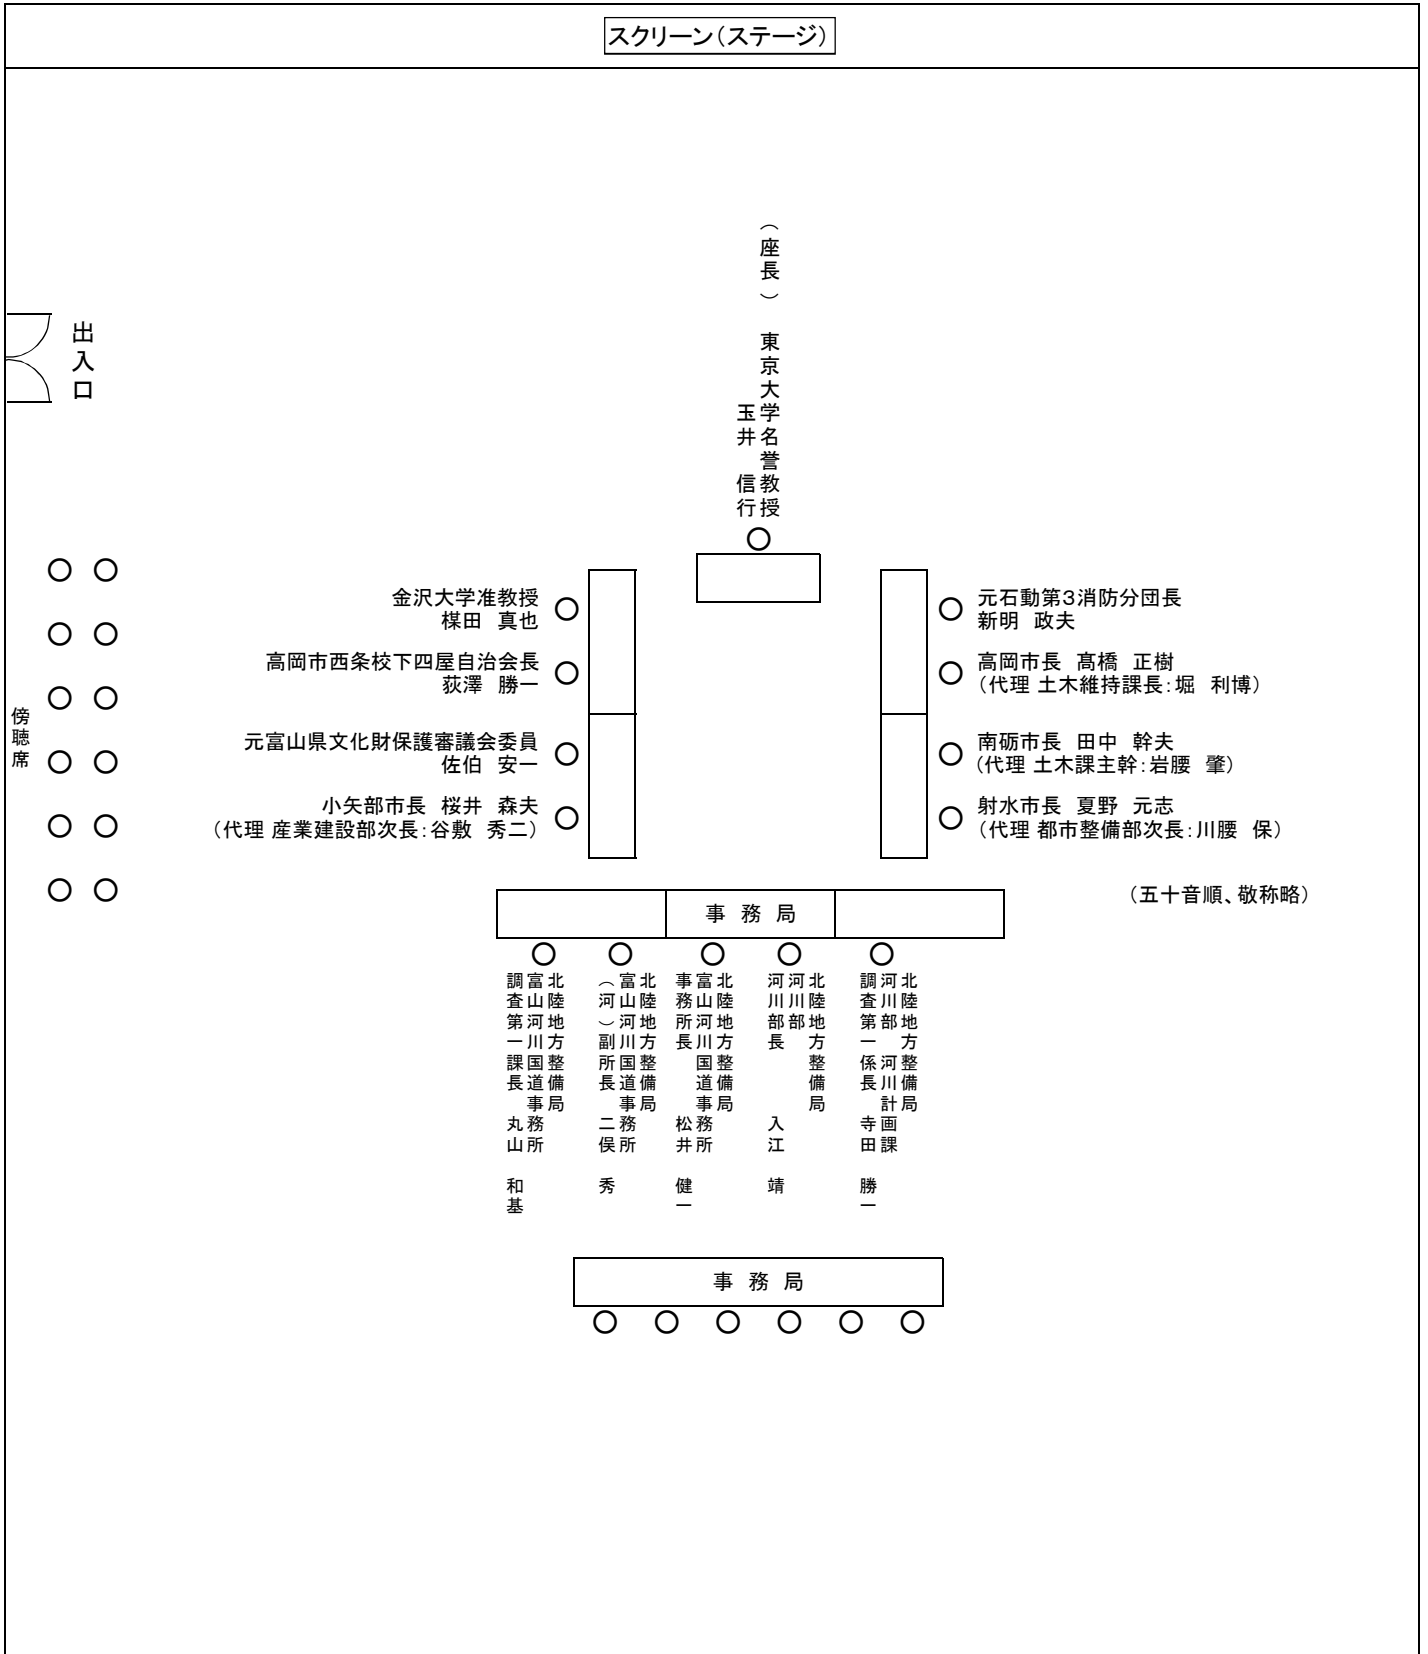 スクリーン（ステージ）
（座長）　東京大学名誉教授
玉井　信行
出入口
金沢大学准教授
楳田　真也
高岡市西条校下四屋自治会長
荻澤　勝一
元富山県文化財保護審議会委員
佐伯　安一
小矢部市長　桜井　森夫
（代理 産業建設部次長：谷敷　秀二）
元石動第3消防分団長
新明　政夫
高岡市長　髙橋　正樹
（代理 土木維持課長：堀　利博）
南砺市長　田中　幹夫
（代理 土木課主幹：岩腰　肇）
射水市長　夏野　元志
（代理 都市整備部次長：川腰　保）
傍聴席
（五十音順、敬称略）
事　務　局
北陸地方整備局
富山河川国道事務所
調査第一課長　丸山　和基
北陸地方整備局
富山河川国道事務所
（河）副所長　二俣　秀
北陸地方整備局
富山河川国道事務所
事務所長　松井　健一
北陸地方整備局
河川部
河川部長　入江　靖
北陸地方整備局
河川部　河川計画課
調査第一係長　寺田　勝一
事　務　局